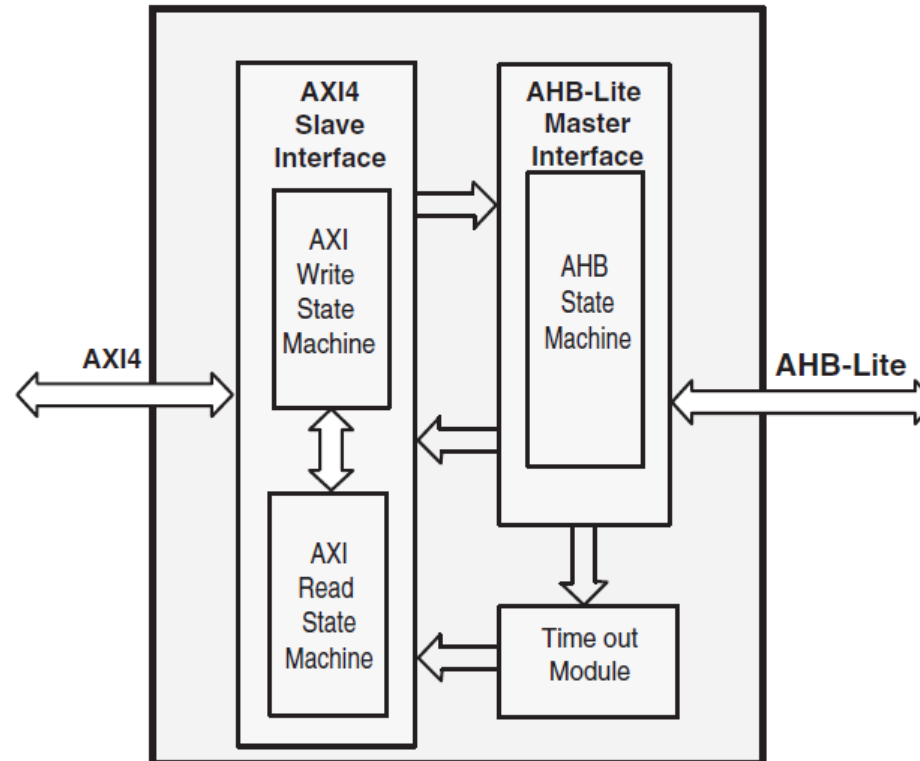 AXI4
Slave
Interface
AXI
Write
State
Machine
AXI
Read
State
Machine
AHB-Lite
Master
Interface
AHB
State
Machine
Time out
Module
AXI4
AHB-Lite